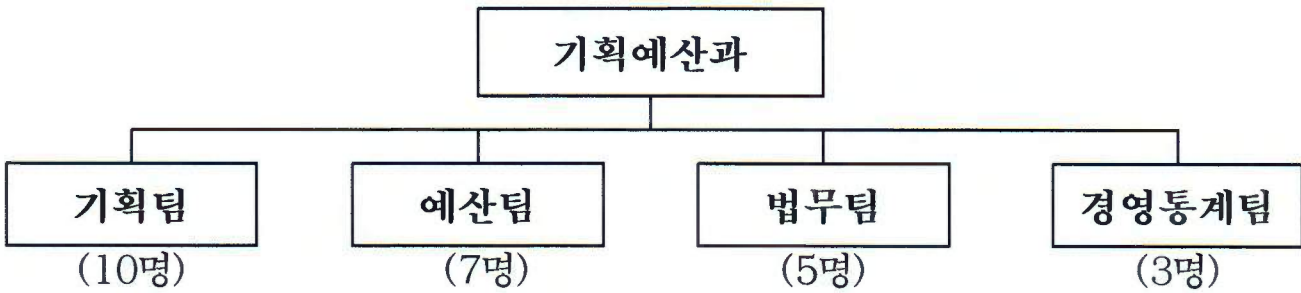 기획예산과
기획팀 예산팀 법무팀 경영통계팀
(10명) (7명) (5명) (3명)